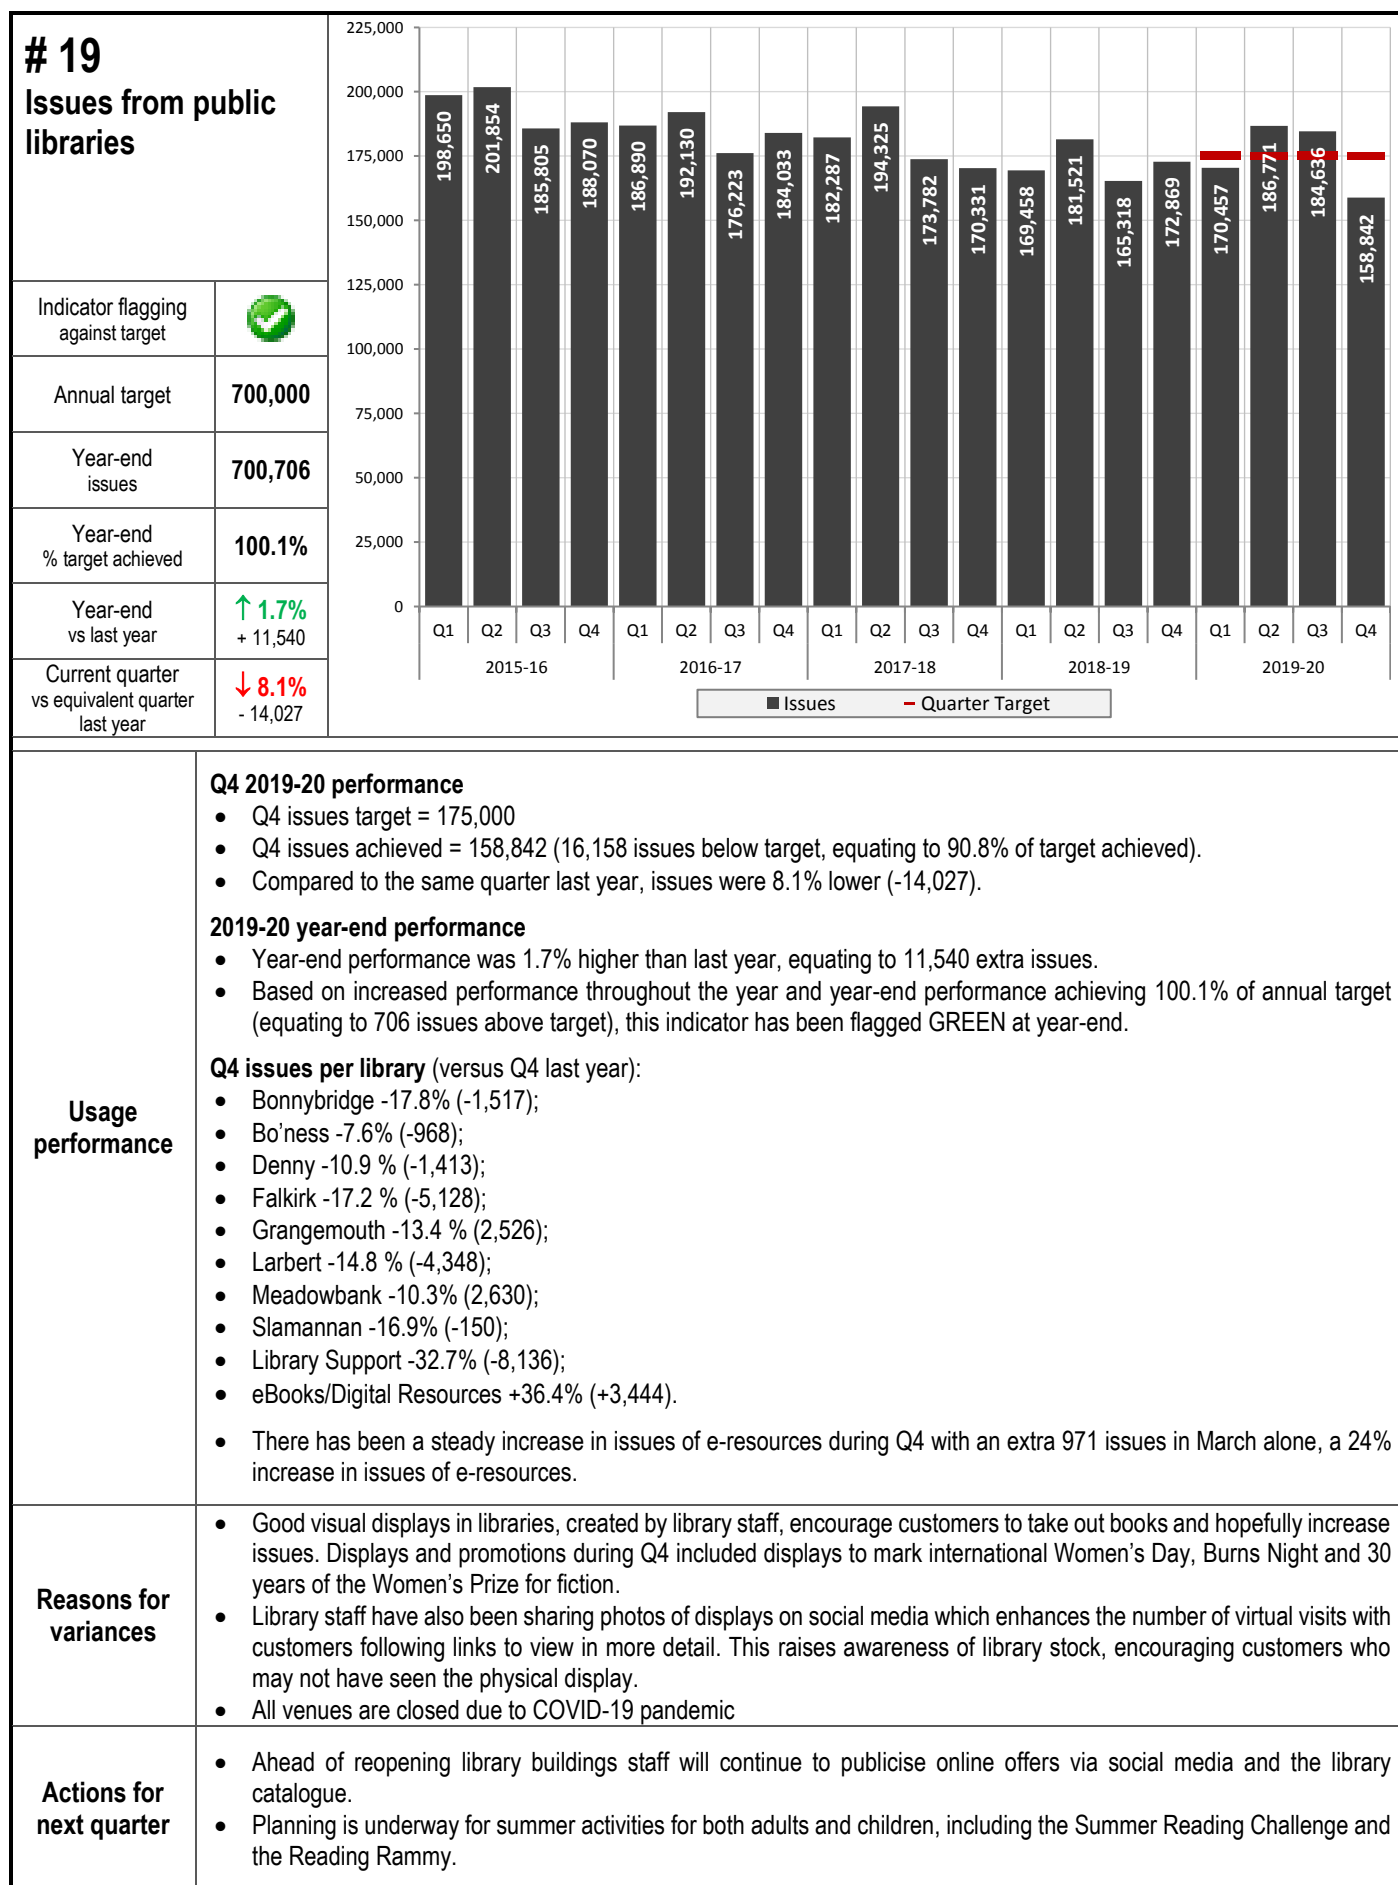 # 19
Issues from public
libraries
Indicator flagging
against target
Annual target
700,000
Year-end
issues
700,706
Year-end
% target achieved
100.1%
Year-end
vs last year
↑ 1.7%
+ 11,540
Current quarter
vs equivalent quarter
last year
↓ 8.1%
- 14,027
225,000
200,000
175,000
150,000
125,000
100,000
75,000
50,000
25,000
0
198,650
201,854
185,805
188,070
186,890
192,130
176,223
184,033
182,287
194,325
173,782
170,331
169,458
181,521
165,318
172,869
170,457
186,771
184,636
158,842
Q1 Q2 Q3 Q4 Q1 Q2 Q3 Q4 Q1 Q2 Q3 Q4 Q1 Q2 Q3 Q4 Q1 Q2 Q3 Q4
2015-16 2016-17 2017-18 2018-19 2019-20
Issues Quarter Target
Usage
performance
Q4 2019-20 performance
• Q4 issues target = 175,000
• Q4 issues achieved = 158,842 (16,158 issues below target, equating to 90.8% of target achieved).
• Compared to the same quarter last year, issues were 8.1% lower (-14,027).
2019-20 year-end performance
• Year-end performance was 1.7% higher than last year, equating to 11,540 extra issues.
• Based on increased performance throughout the year and year-end performance achieving 100.1% of annual target
(equating to 706 issues above target), this indicator has been flagged GREEN at year-end.
Q4 issues per library (versus Q4 last year):
• Bonnybridge -17.8% (-1,517);
• Bo'ness -7.6% (-968);
• Denny -10.9 % (-1,413);
• Falkirk -17.2 % (-5,128);
• Grangemouth -13.4 % (2,526);
• Larbert -14.8 % (-4,348);
• Meadowbank -10.3% (2,630);
• Slamannan -16.9% (-150);
• Library Support -32.7% (-8,136);
• eBooks/Digital Resources +36.4% (+3,444).
• There has been a steady increase in issues of e-resources during Q4 with an extra 971 issues in March alone, a 24%
increase in issues of e-resources.
Reasons for
variances
• Good visual displays in libraries, created by library staff, encourage customers to take out books and hopefully increase
issues. Displays and promotions during Q4 included displays to mark international Women's Day, Burns Night and 30
years of the Women's Prize for fiction.
• Library staff have also been sharing photos of displays on social media which enhances the number of virtual visits with
customers following links to view in more detail. This raises awareness of library stock, encouraging customers who
may not have seen the physical display.
• All venues are closed due to COVID-19 pandemic
Actions for
next quarter
• Ahead of reopening library buildings staff will continue to publicise online offers via social media and the library
catalogue.
• Planning is underway for summer activities for both adults and children, including the Summer Reading Challenge and
the Reading Rammy.